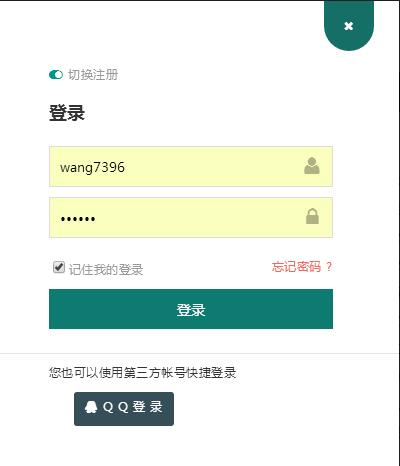 切换注册
登录
wang7396
••••••
记住我的登录
忘记密码 ?
登录
您也可以使用第三方帐号快捷登录
Q Q 登 录